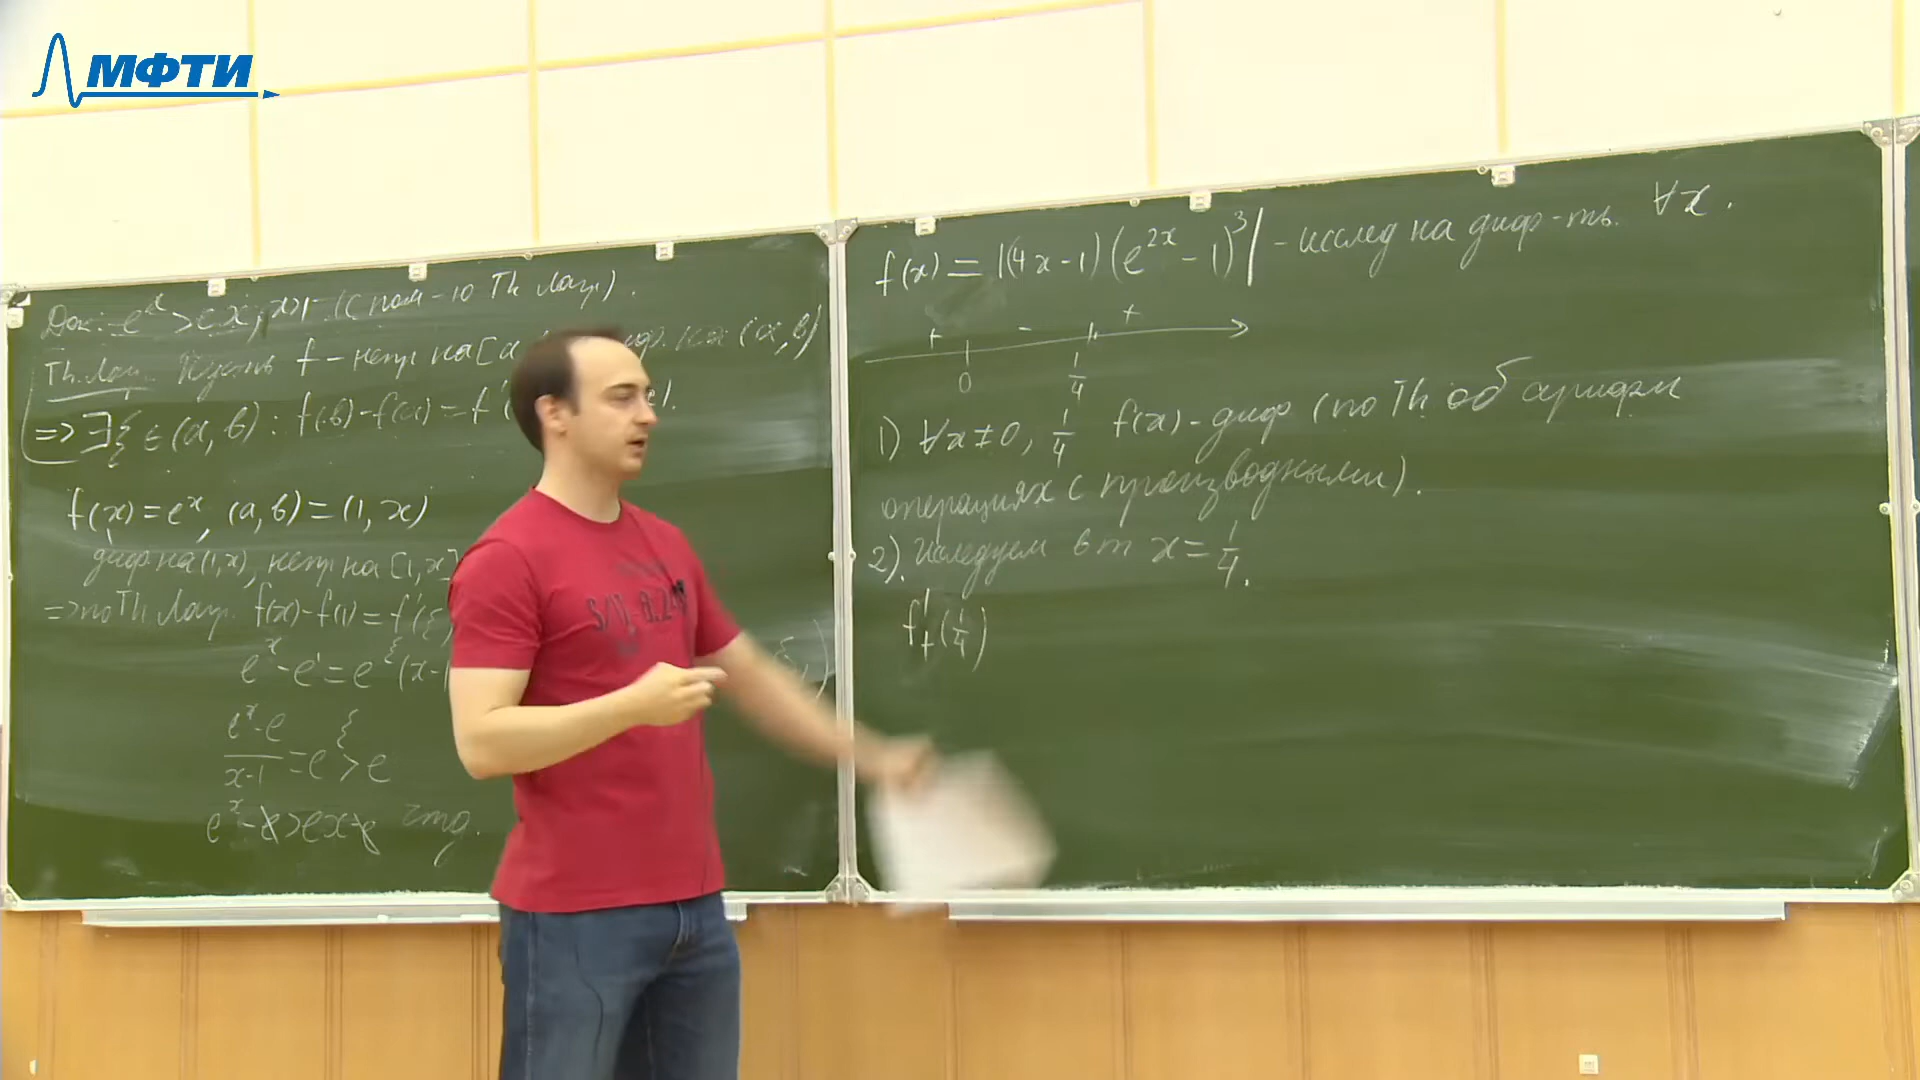 МФТИ
Док: e^x > ex, x>1 (с пом-ю Th Лагр).
Th. Лагр. Пусть f – непр на [a (a, b)
=> ∃ξ ∈ (a, b) : f(b) - f(a) = f'
f(x) = e^x, (a, b) = (1, x)
диф на (1, x), непр на [1, x]
=> по Th Лагр. f(x) - f(1) = f'(ξ
e^x - e^1 = e^ξ (x-1
(e^x - e)/(x-1) = e^ξ > e
e^x - e > ex - e чтд.
f(x) = |(4x-1)(e^{2x} - 1)^3| - исслед на диф-ть. ∀x.
+ - +
0 1/4
1) ∀x ≠ 0, 1/4 f(x) - диф (по Th об арифм
операциях с производными).
2). Исследуем в т x = 1/4.
f'_+(1/4)